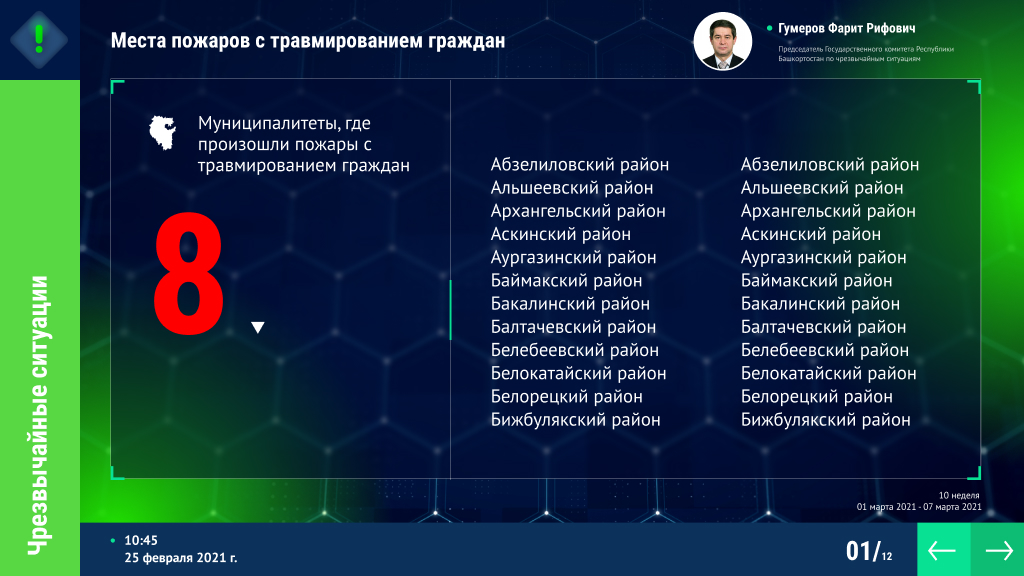 Места пожаров с травмированием граждан
Гумеров Фарит Рифович
Председатель Государственного комитета Республики
Башкортостан по чрезвычайным ситуациям
Чрезвычайные ситуации
Муниципалитеты, где
произошли пожары с
травмированием граждан
8
Абзелиловский район
Альшеевский район
Архангельский район
Аскинский район
Аургазинский район
Баймакский район
Бакалинский район
Балтачевский район
Белебеевский район
Белокатайский район
Белорецкий район
Бижбулякский район
Абзелиловский район
Альшеевский район
Архангельский район
Аскинский район
Аургазинский район
Баймакский район
Бакалинский район
Балтачевский район
Белебеевский район
Белокатайский район
Белорецкий район
Бижбулякский район
10 неделя
01 марта 2021 - 07 марта 2021
10:45
25 февраля 2021 г.
01/12